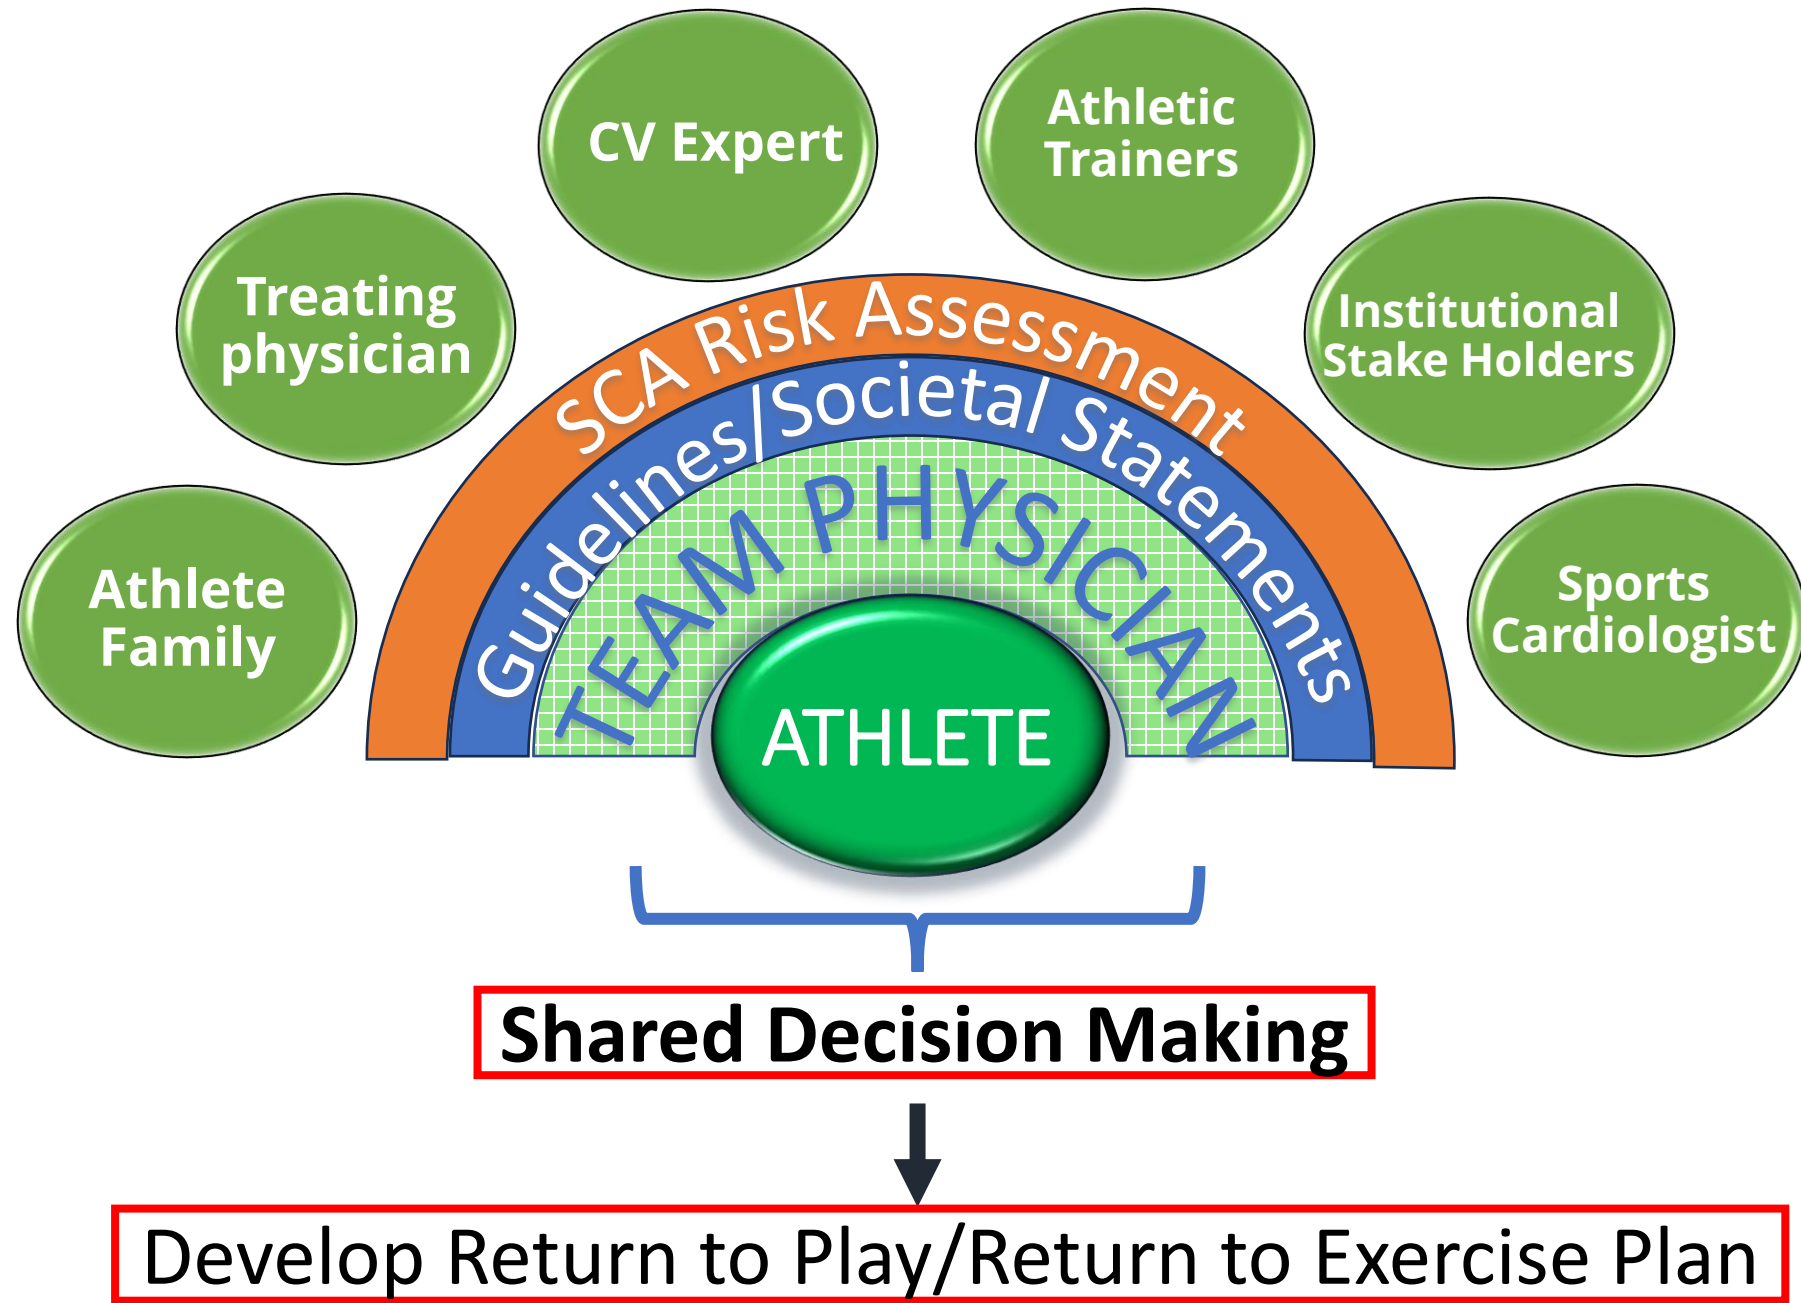 CV Expert
Athletic
Trainers
Treating
physician
Institutional
Stake Holders
SCA Risk Assessment
Guidelines/Societal Statements
TEAM PHYSICIAN
Athlete
Family
Sports
Cardiologist
ATHLETE
Shared Decision Making
Develop Return to Play/Return to Exercise Plan